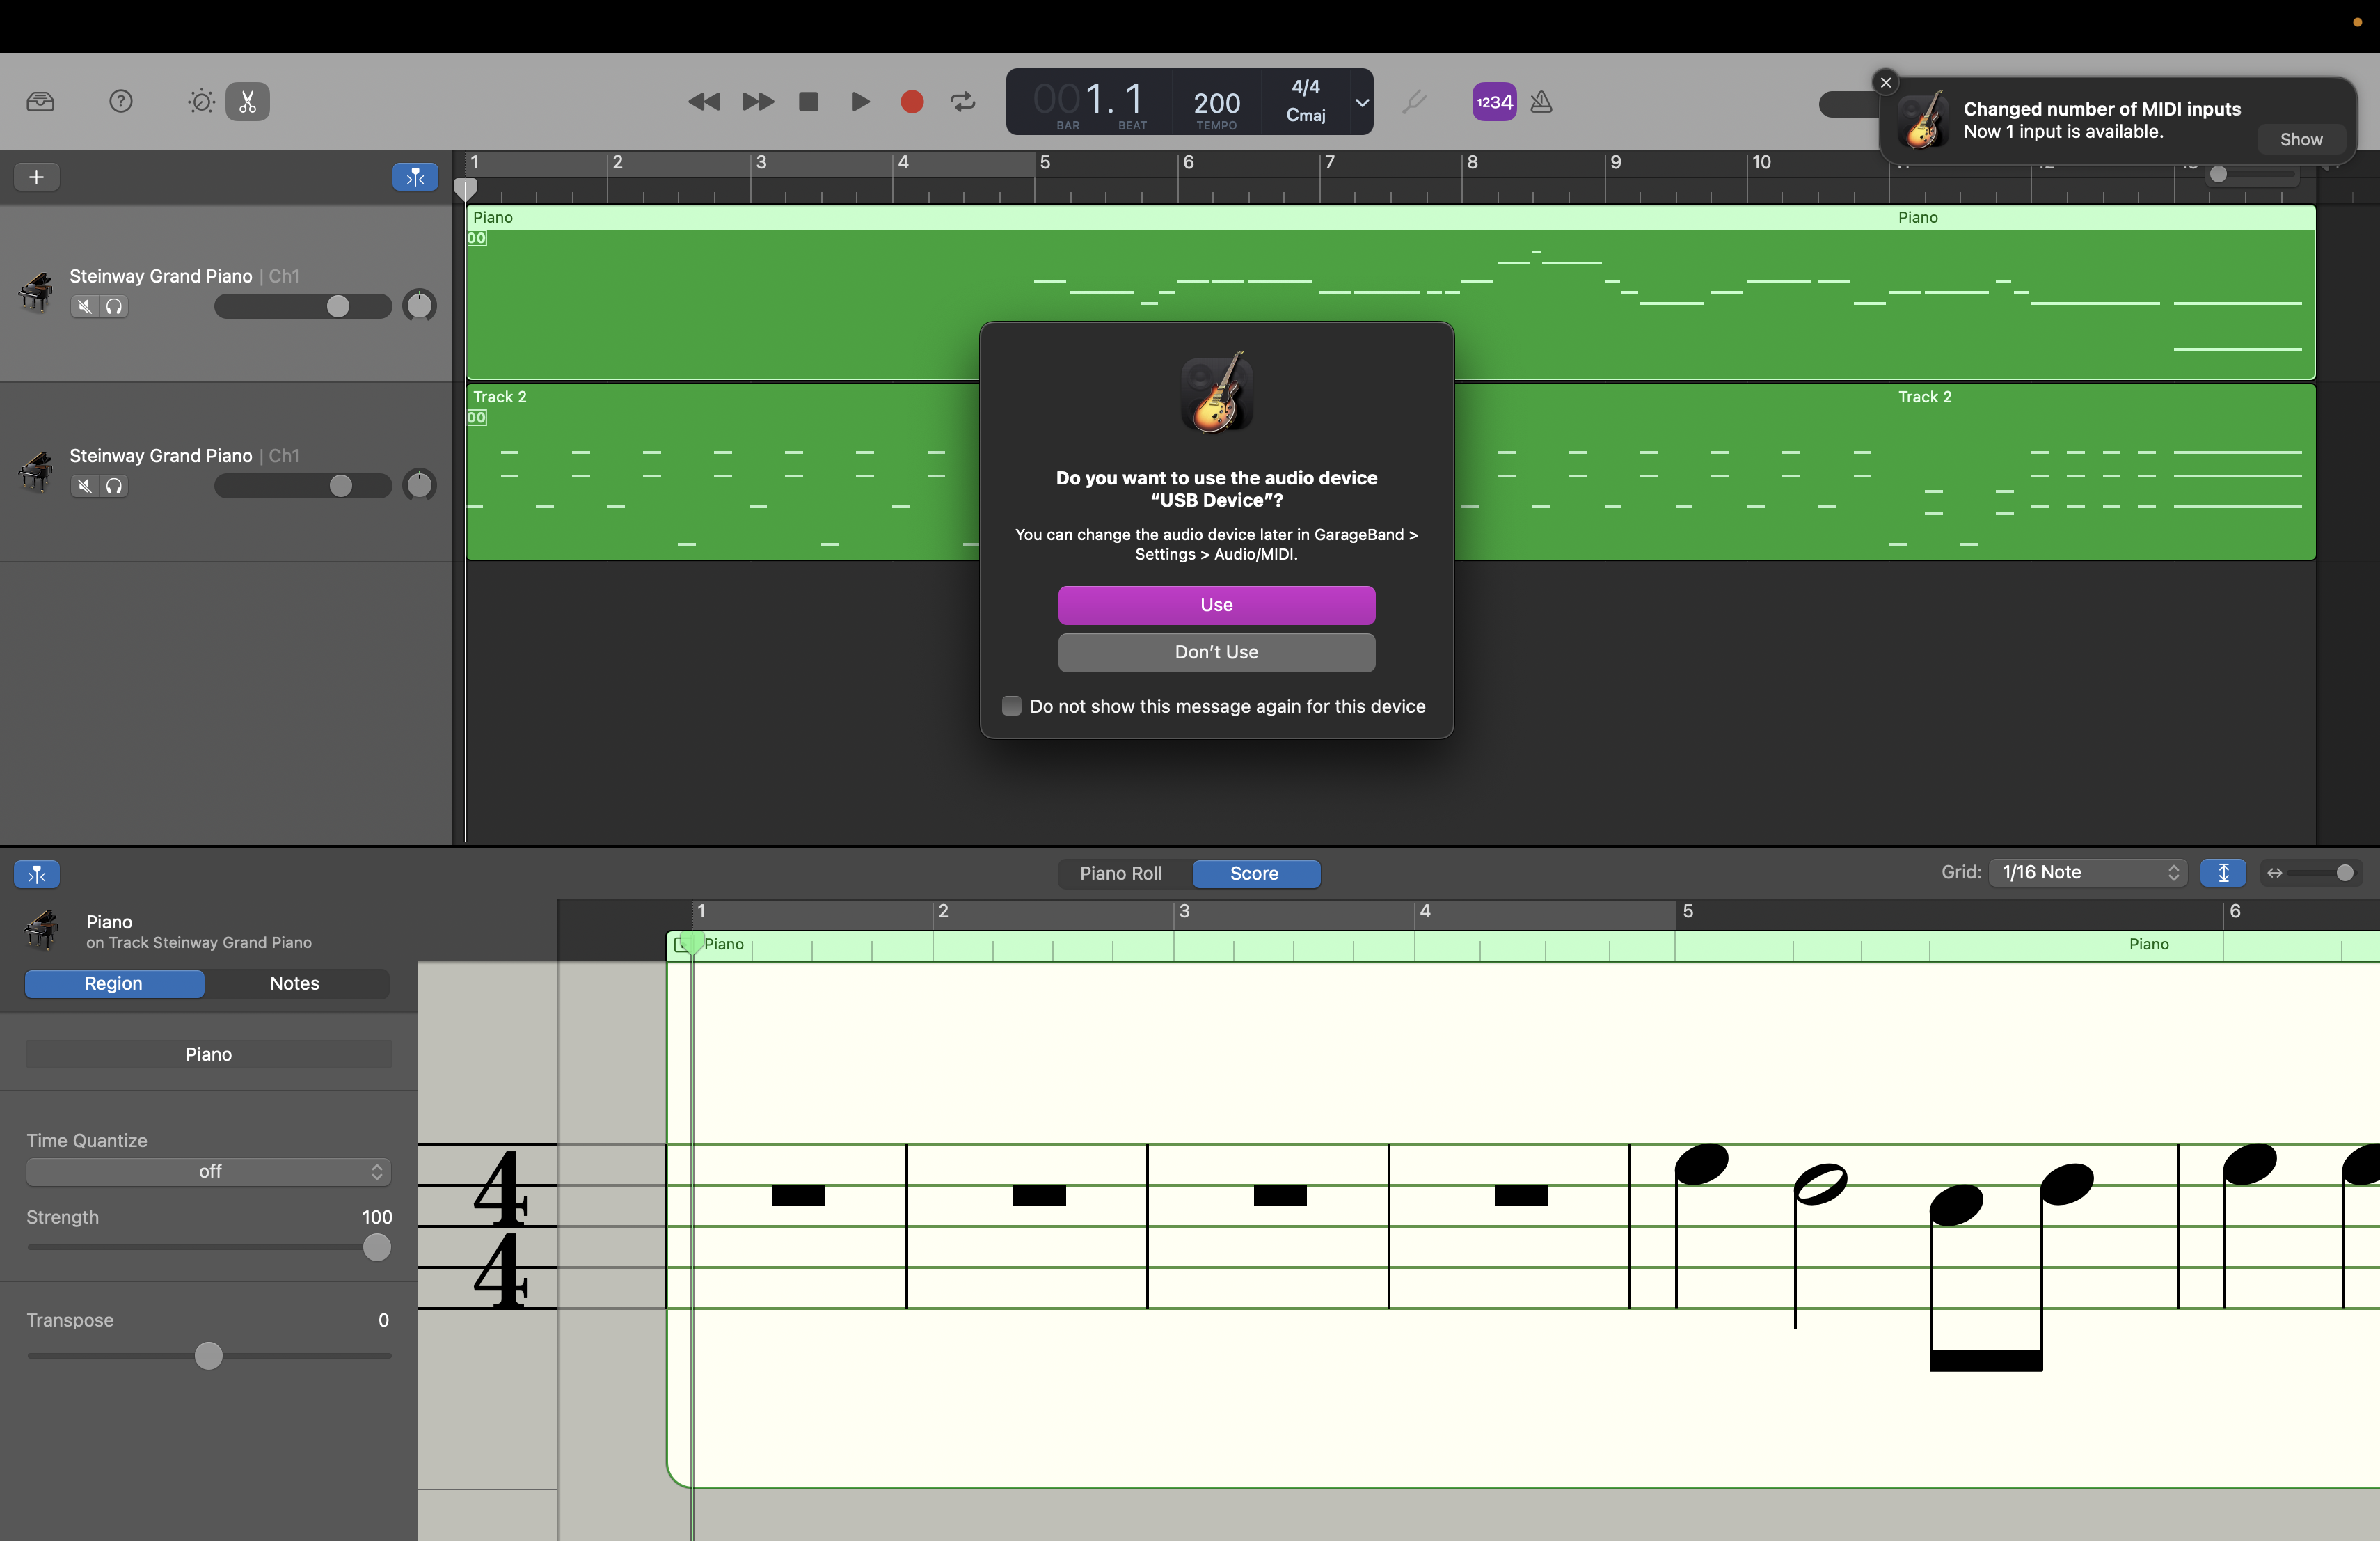 001. 1
BAR
BEAT
200
TEMPO
4/4
Cmaj
1234
Changed number of MIDI inputs
Now 1 input is available.
Show
1
2
3
4
5
6
7
8
9
10
Piano
Piano
Steinway Grand Piano | Ch1
Track 2
Track 2
Steinway Grand Piano | Ch1
Do you want to use the audio device
“USB Device”?
You can change the audio device later in GarageBand >
Settings > Audio/MIDI.
Use
Don’t Use
Do not show this message again for this device
Piano Roll
Score
Grid:
1/16 Note
1
2
3
4
5
6
Piano
on Track Steinway Grand Piano
Piano
Piano
Region
Notes
Piano
Time Quantize
off
Strength
100
Transpose
0
4
4